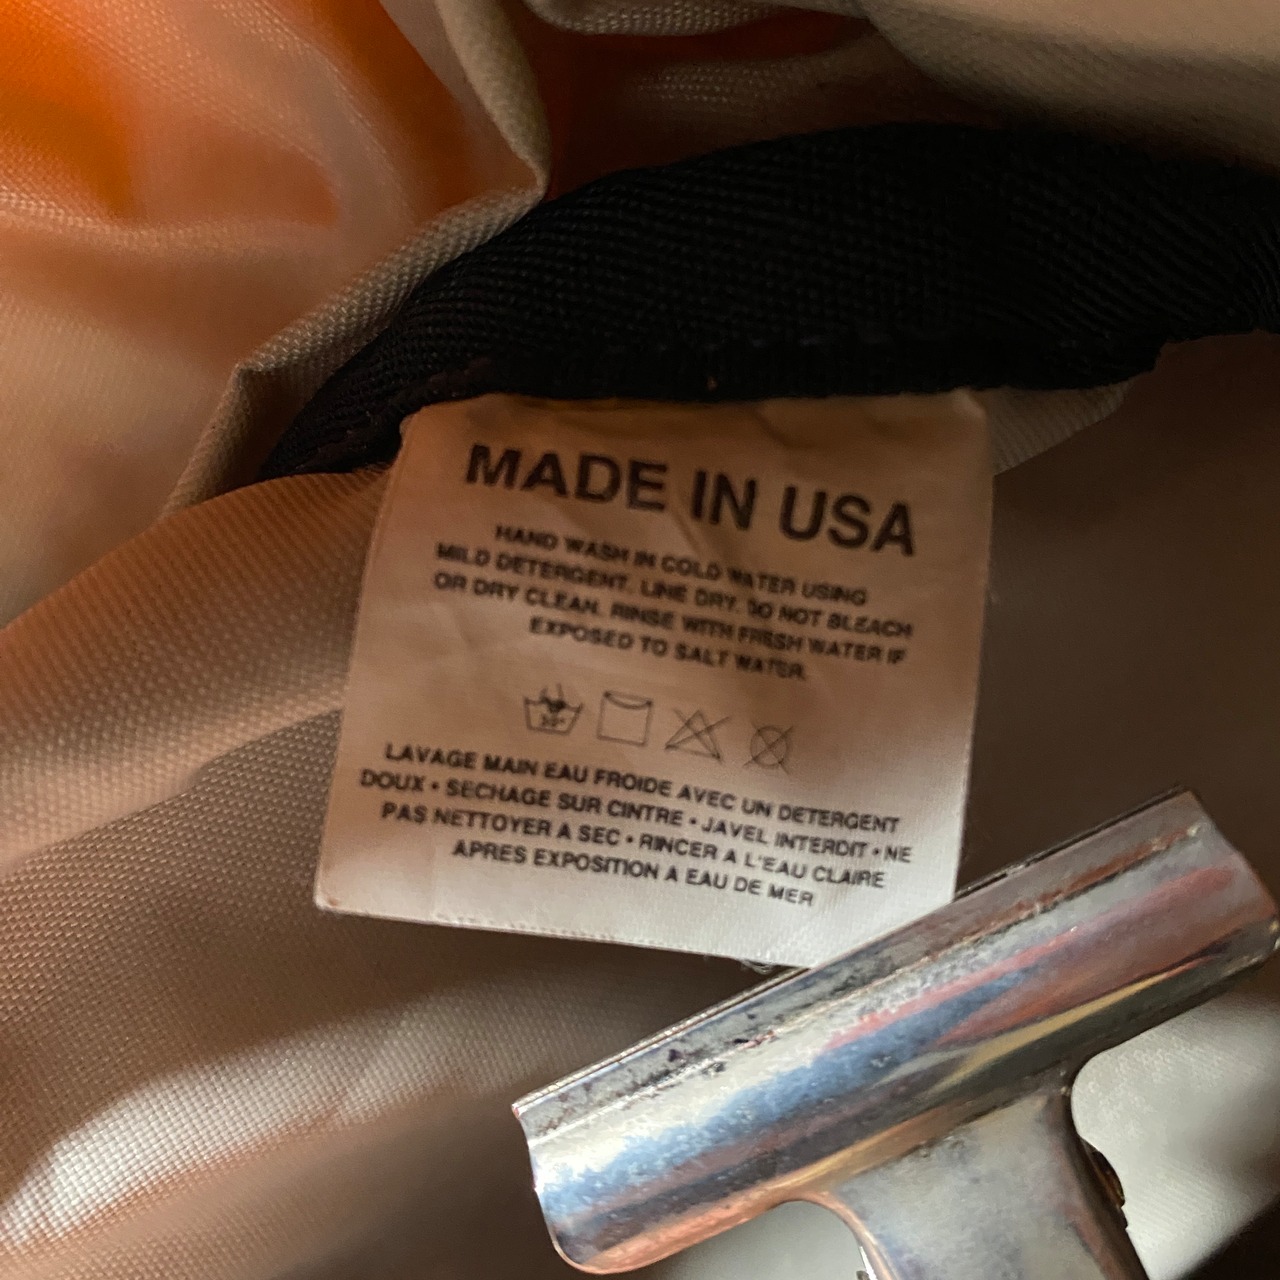 MADE IN USA
HAND WASH IN COLD WATER USING
MILD DETERGENT. LINE DRY. DO NOT BLEACH
OR DRY CLEAN. RINSE WITH FRESH WATER IF
EXPOSED TO SALT WATER.
30°
LAVAGE MAIN EAU FROIDE AVEC UN DETERGENT
DOUX • SECHAGE SUR CINTRE • JAVEL INTERDIT • NE
PAS NETTOYER A SEC • RINCER A L'EAU CLAIRE
APRES EXPOSITION A EAU DE MER